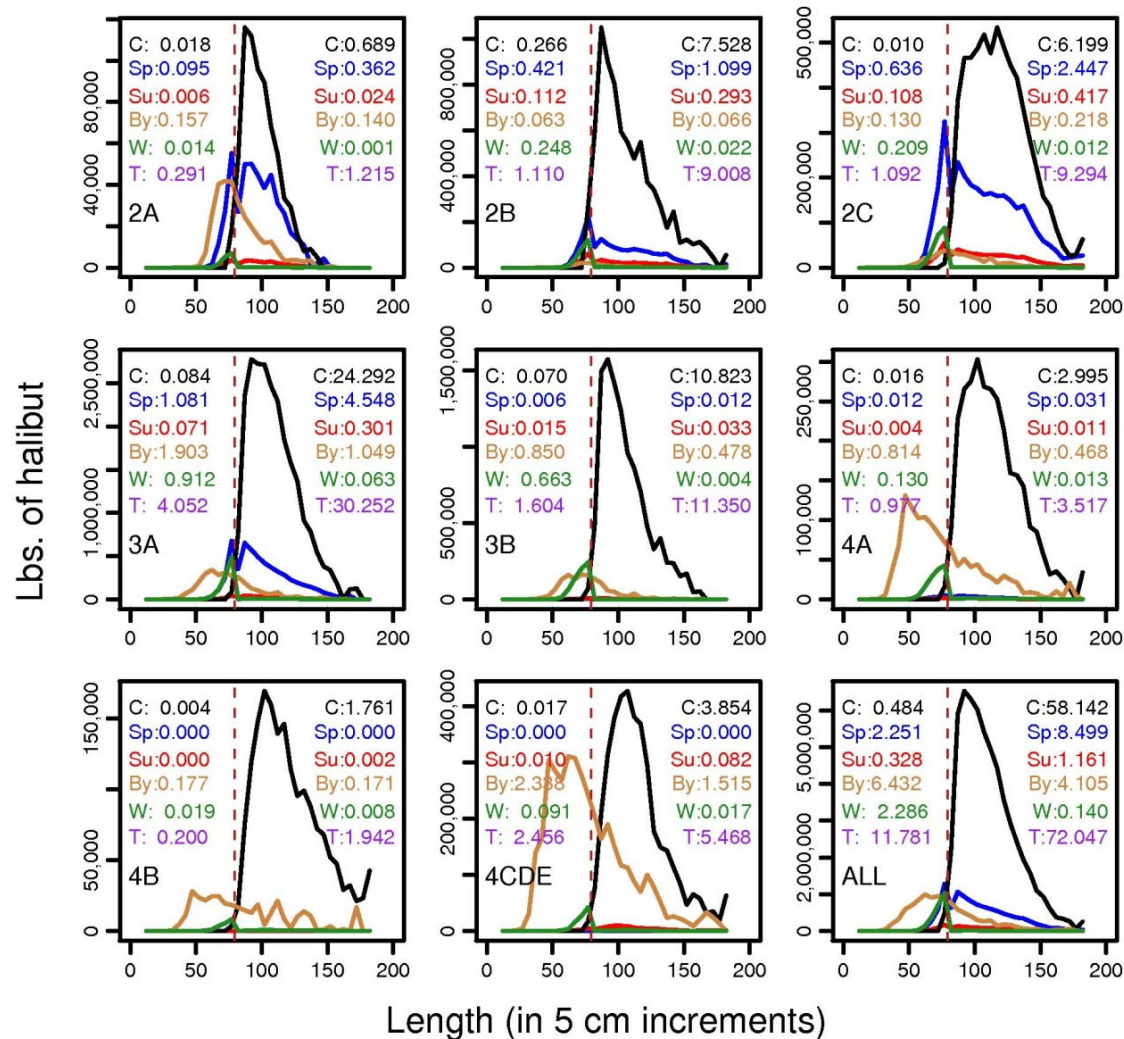 Lbs. of halibut
C: 0.018 C:0.689
Sp:0.095 Sp:0.362
Su:0.006 Su:0.024
By:0.157 By:0.140
W: 0.014 W:0.001
T: 0.291 T:1.215
2A
0 40,000 80,000
0 50 100 150 200
C: 0.266 C:7.528
Sp:0.421 Sp:1.099
Su:0.112 Su:0.293
By:0.063 By:0.066
W: 0.248 W:0.022
T: 1.110 T:9.008
2B
0 400,000 800,000
0 50 100 150 200
C: 0.010 C:6.199
Sp:0.636 Sp:2.447
Su:0.108 Su:0.417
By:0.130 By:0.218
W: 0.209 W:0.012
T: 1.092 T:9.294
2C
0 200,000 500,000
0 50 100 150 200
C: 0.084 C:24.292
Sp:1.081 Sp:4.548
Su:0.071 Su:0.301
By:1.903 By:1.049
W: 0.912 W:0.063
T: 4.052 T:30.252
3A
0 1,000,000 2,500,000
0 50 100 150 200
C: 0.070 C:10.823
Sp:0.006 Sp:0.012
Su:0.015 Su:0.033
By:0.850 By:0.478
W: 0.663 W:0.004
T: 1.604 T:11.350
3B
0 500,000 1,500,000
0 50 100 150 200
C: 0.016 C:2.995
Sp:0.012 Sp:0.031
Su:0.004 Su:0.011
By:0.814 By:0.468
W: 0.130 W:0.013
T: 0.977 T:3.517
4A
0 100,000 250,000
0 50 100 150 200
C: 0.004 C:1.761
Sp:0.000 Sp:0.000
Su:0.000 Su:0.002
By:0.177 By:0.171
W: 0.019 W:0.008
T: 0.200 T:1.942
4B
0 50,000 150,000
0 50 100 150 200
C: 0.017 C:3.854
Sp:0.000 Sp:0.000
Su:0.010 Su:0.082
By:2.338 By:1.515
W: 0.091 W:0.017
T: 2.456 T:5.468
4CDE
0 200,000 400,000
0 50 100 150 200
C: 0.484 C:58.142
Sp:2.251 Sp:8.499
Su:0.328 Su:1.161
By:6.432 By:4.105
W: 2.286 W:0.140
T: 11.781 T:72.047
ALL
0 2,000,000 5,000,000
0 50 100 150 200
Length (in 5 cm increments)